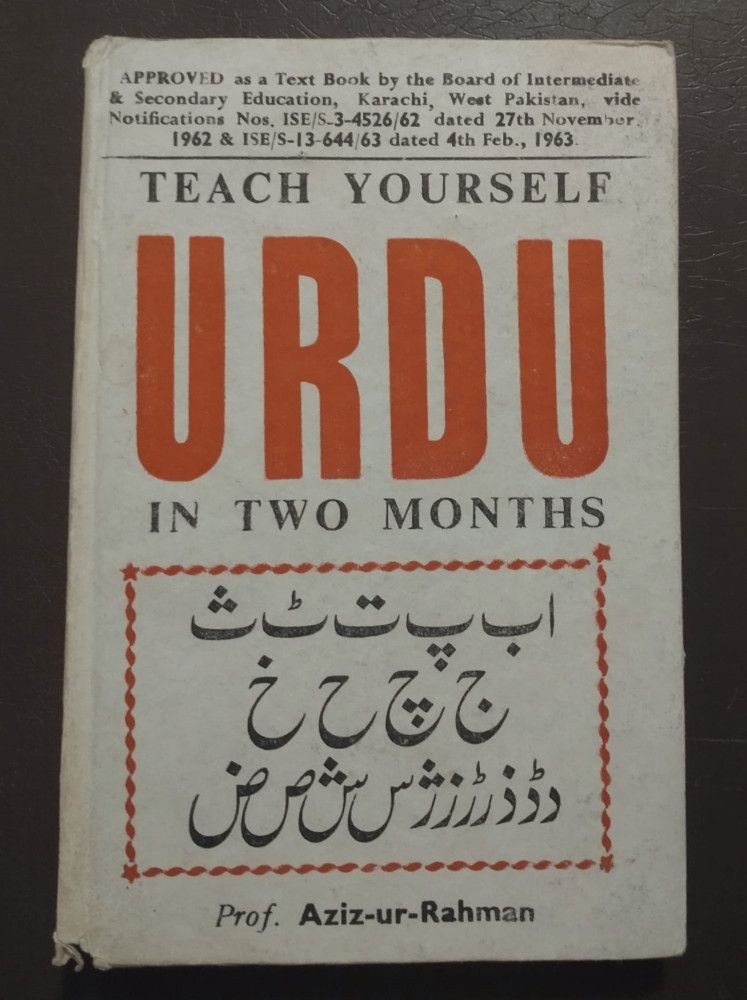 APPROVED as a Text Book by the Board of Intermediate
& Secondary Education, Karachi, West Pakistan, vide
Notifications Nos. ISE/S-3-4526/62 dated 27th November,
1962 & ISE/S-13-644/63 dated 4th Feb., 1963.
TEACH YOURSELF
URDU
IN TWO MONTHS
ا ب پ ت ٹ ث
ج چ ح خ
د ڈ ذ ر ڑ ز ژ س ش ص ض
Prof. Aziz-ur-Rahman